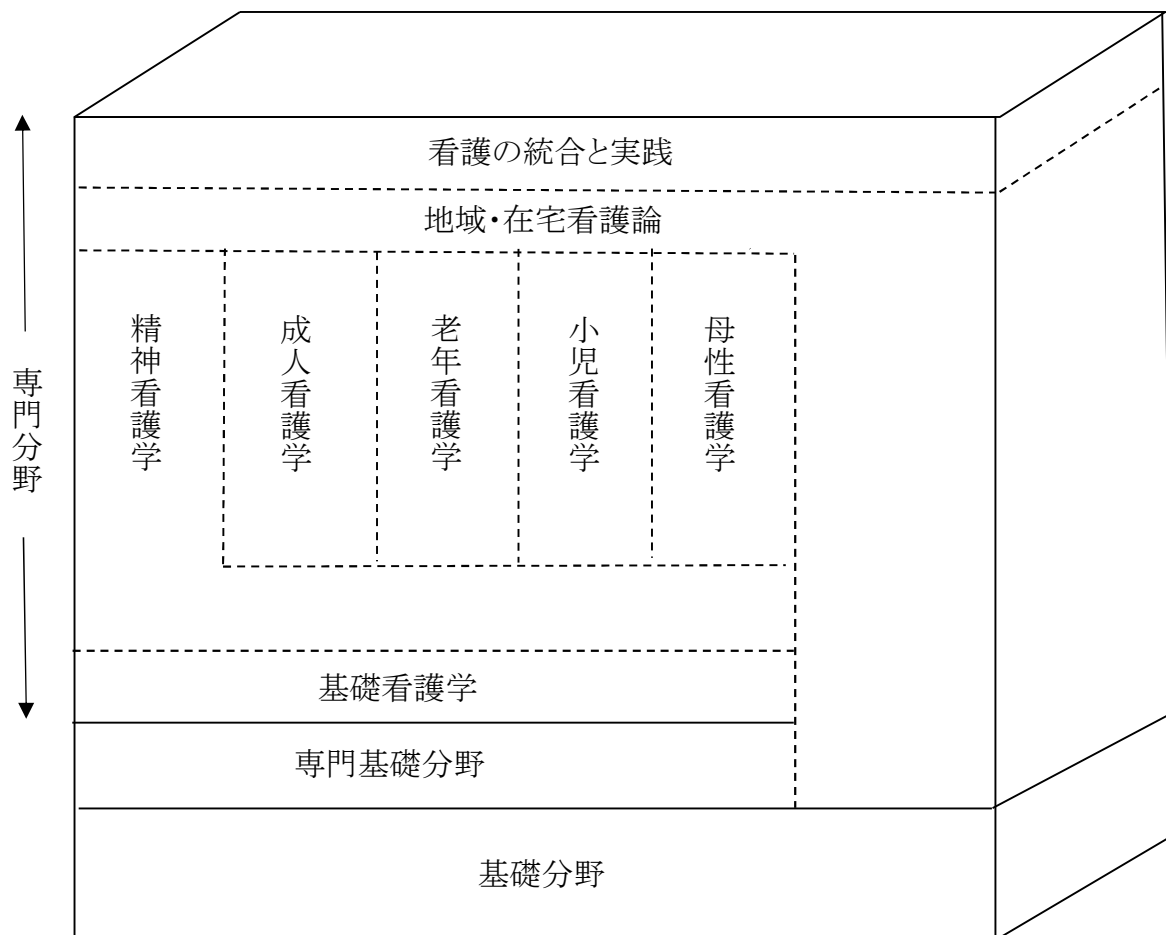 看護の統合と実践
地域・在宅看護論
専門分野
精神看護学
成人看護学
老年看護学
小児看護学
母性看護学
基礎看護学
専門基礎分野
基礎分野